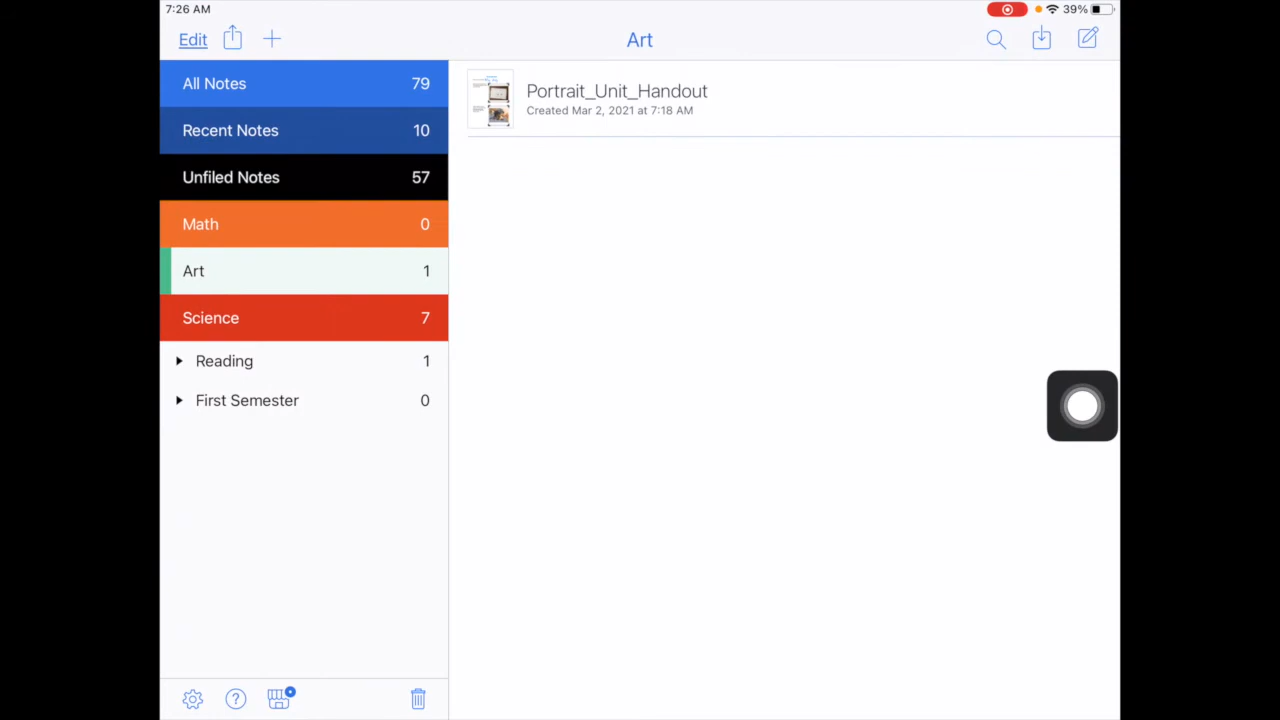 7:26 AM
39%
Edit
Art
All Notes 79
Recent Notes 10
Unfiled Notes 57
Math 0
Art 1
Science 7
Reading 1
First Semester 0
Portrait_Unit_Handout
Created Mar 2, 2021 at 7:18 AM
?